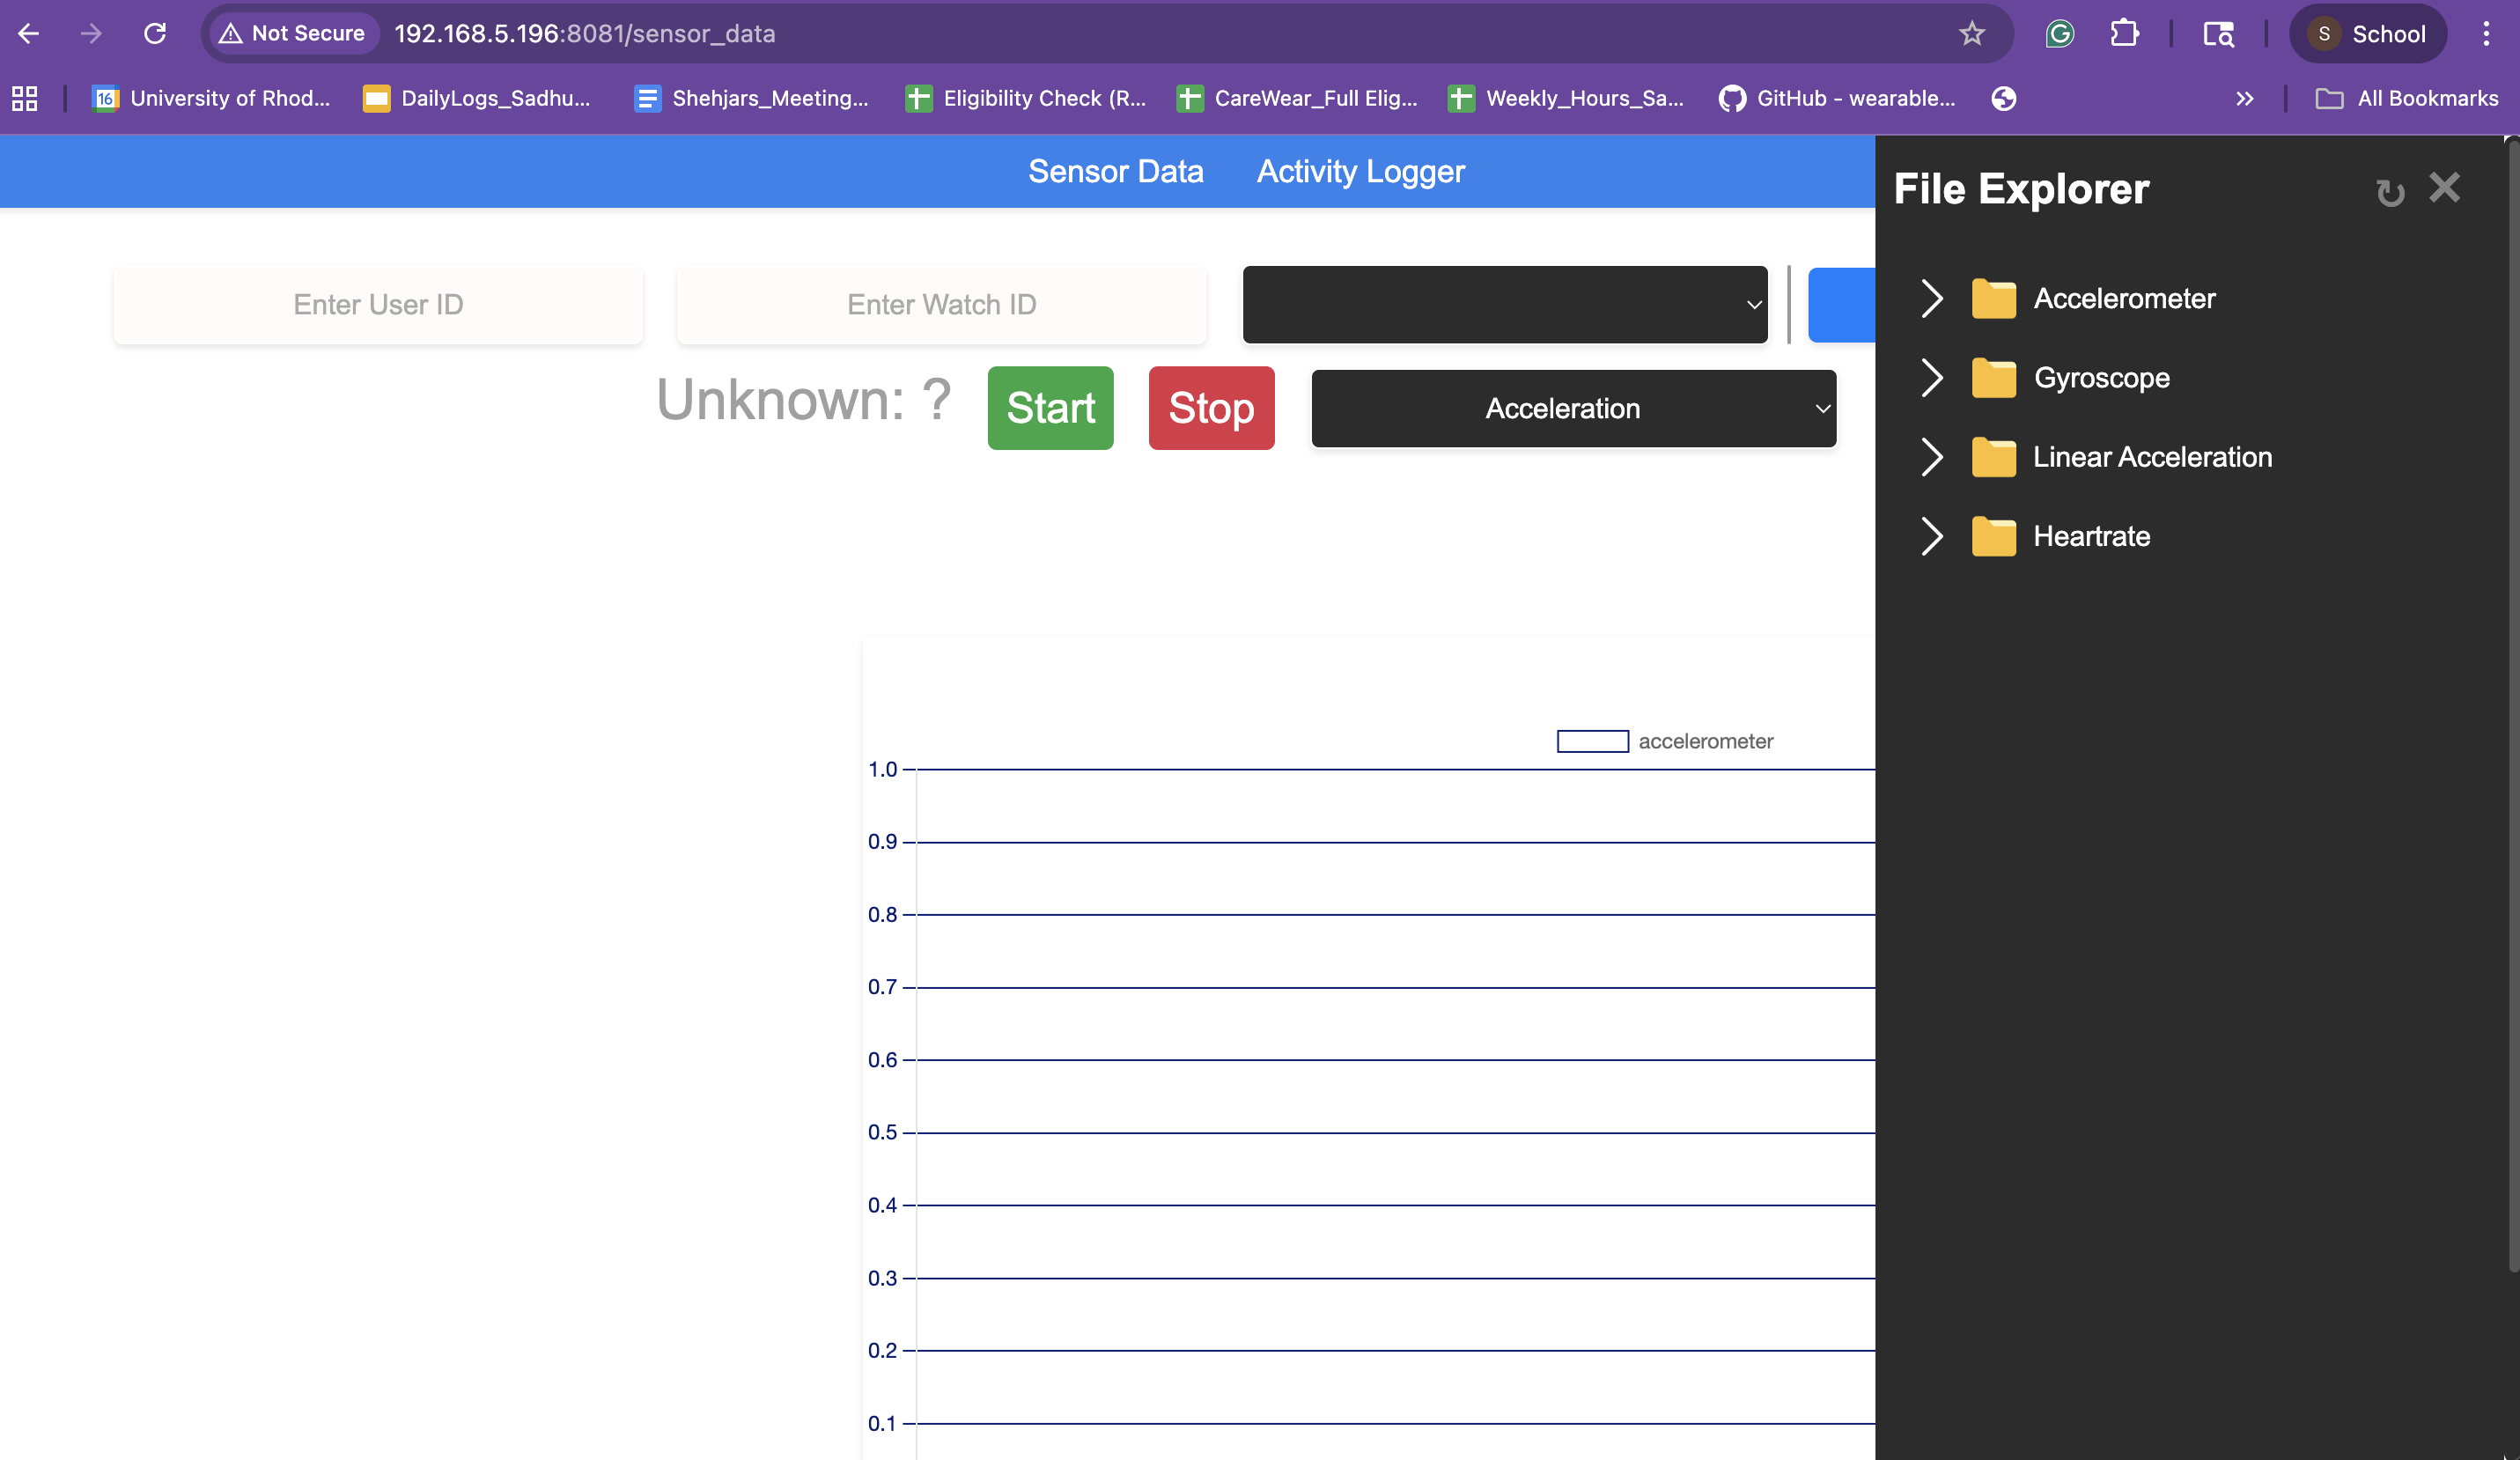 Not Secure 192.168.5.196:8081/sensor_data S School
16 University of Rhod... DailyLogs_Sadhu... Shehjars_Meeting... Eligibility Check (R... CareWear_Full Elig... Weekly_Hours_Sa... GitHub - wearable... All Bookmarks
Sensor Data Activity Logger
File Explorer
Enter User ID Enter Watch ID
Unknown: ? Start Stop Acceleration
Accelerometer
Gyroscope
Linear Acceleration
Heartrate
accelerometer
1.0
0.9
0.8
0.7
0.6
0.5
0.4
0.3
0.2
0.1